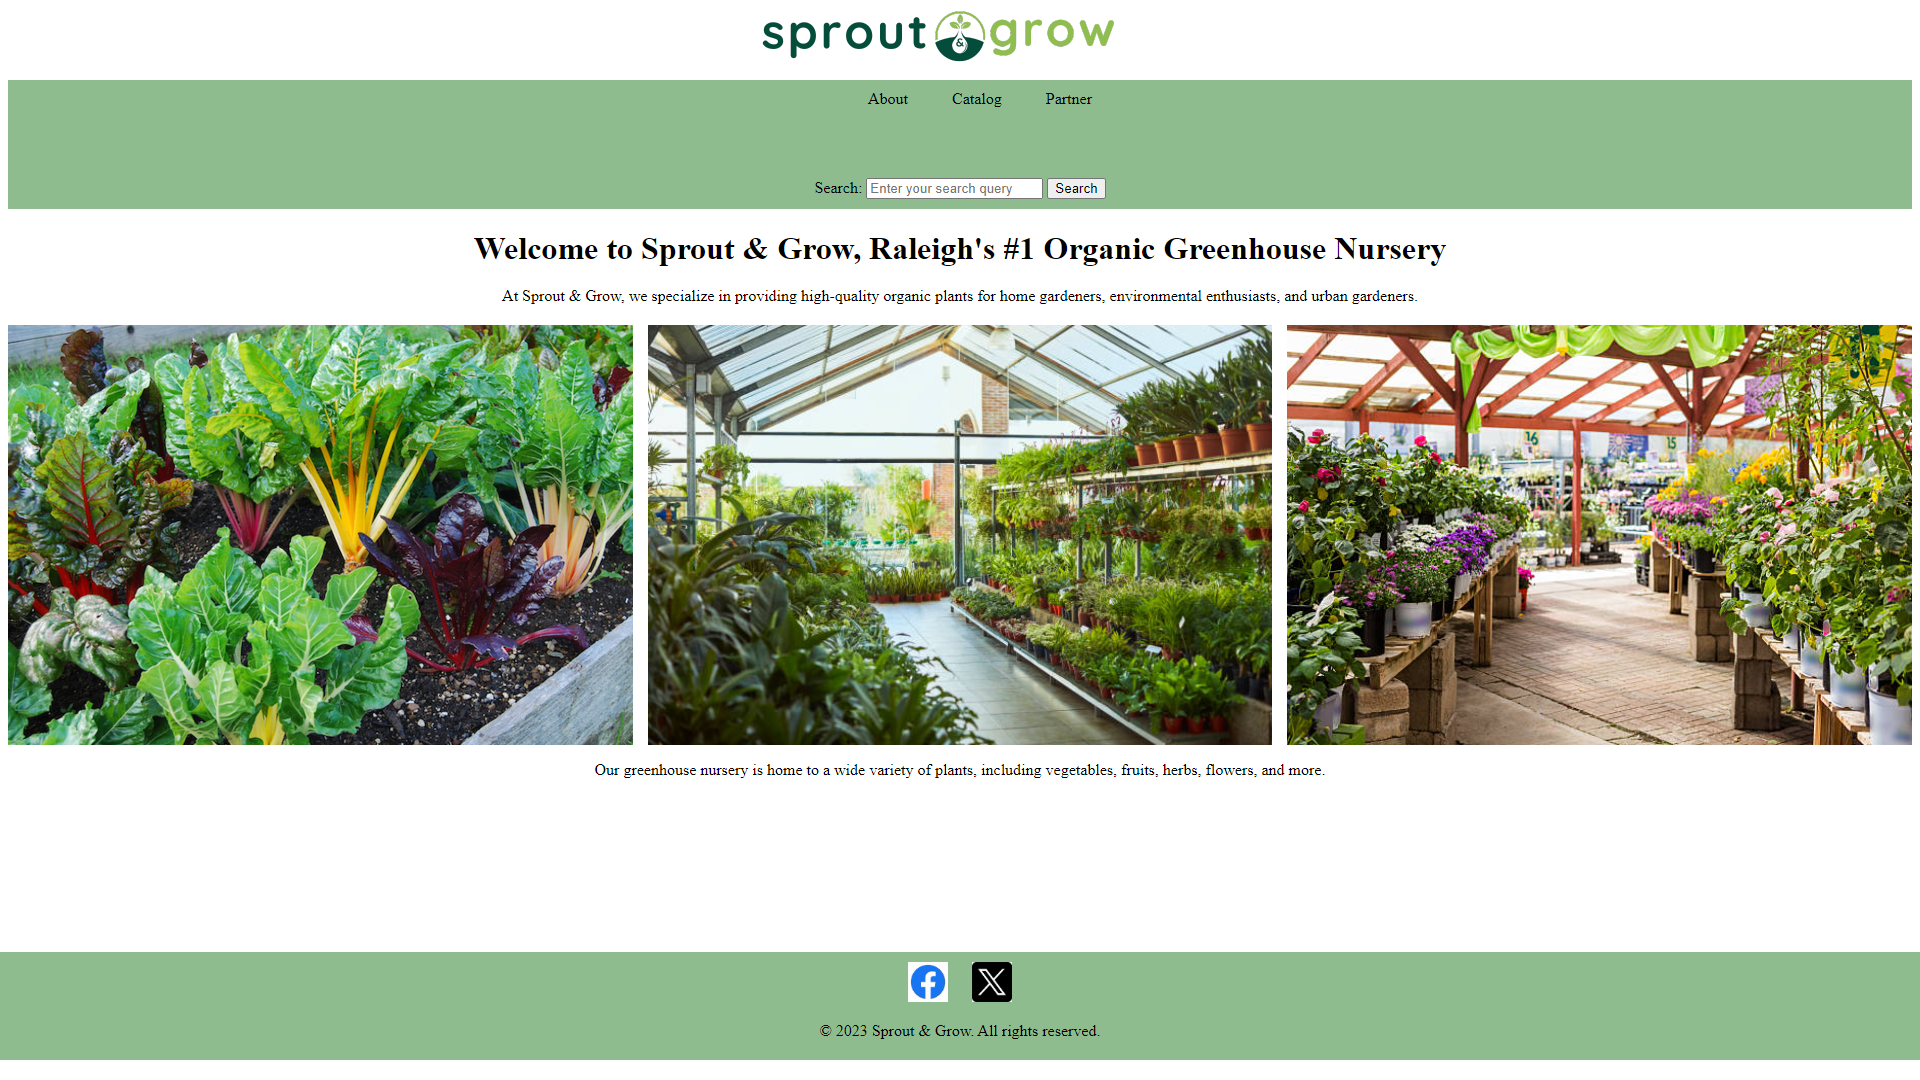 sprout & grow
About Catalog Partner
Search: Enter your search query Search
Welcome to Sprout & Grow, Raleigh's #1 Organic Greenhouse Nursery
At Sprout & Grow, we specialize in providing high-quality organic plants for home gardeners, environmental enthusiasts, and urban gardeners.
16
15
Our greenhouse nursery is home to a wide variety of plants, including vegetables, fruits, herbs, flowers, and more.
© 2023 Sprout & Grow. All rights reserved.